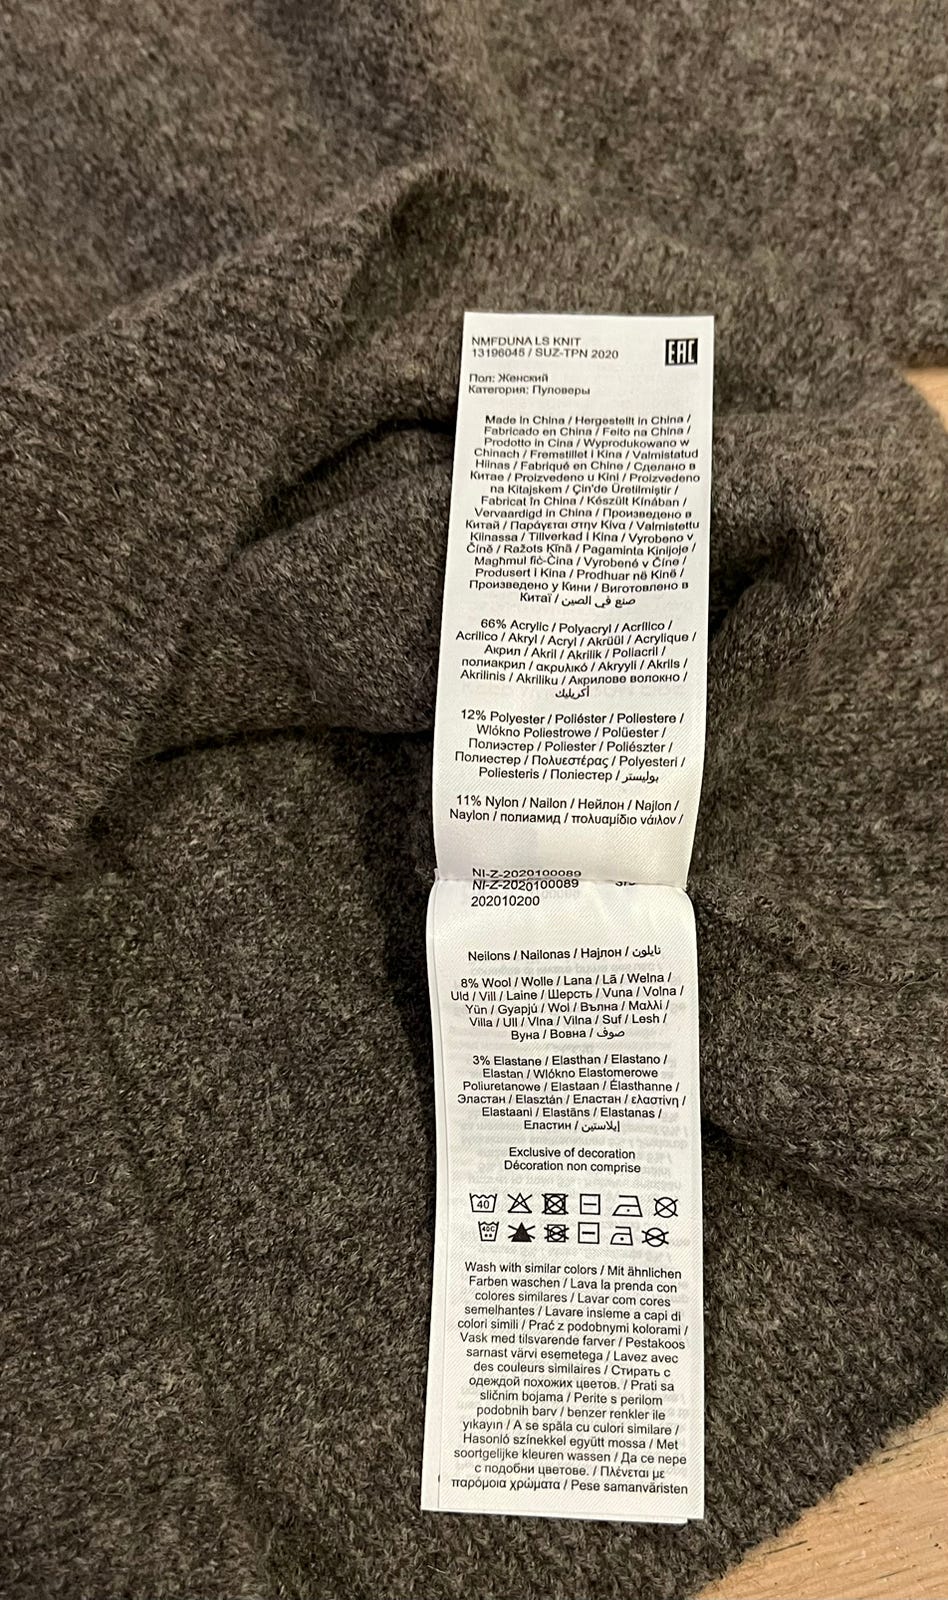 NMFDUNA LS KNIT
13196045 / SUZ-TPN 2020
EAC
Пол: Женский
Категория: Пуловеры
Made in China / Hergestellt in China /
Fabricado en China / Feito na China /
Prodotto in Cina / Wyprodukowano w
Chinach / Fremstillet i Kina / Valmistatud
Hiinas / Fabriqué en Chine / Сделано в
Китае / Proizvedeno u Kini / Proizvedeno
na Kitajskem / Çin'de Üretilmiştir /
Fabricat în China / Készült Kínában /
Vervaardigd in China / Произведено в
Китай / Παράγεται στην Κίνα / Valmistettu
Kiinassa / Tillverkad i Kina / Vyrobeno v
Číně / Ražots Ķīnā / Pagaminta Kinijoje /
Magħmul fiċ-Ċina / Vyrobené v Číne /
Produsert i Kina / Prodhuar në Kinë /
Произведено у Кини / Виготовлено в
Китаї / صنع في الصين
66% Acrylic / Polyacryl / Acrílico /
Acrilico / Akryl / Acryl / Akrüül / Acrylique /
Акрил / Akril / Akrilik / Poliacril /
полиакрил / ακρυλικό / Akryyli / Akrils /
Akrilinis / Akriliku / Акрилове волокно /
أكريليك
12% Polyester / Poliéster / Poliestere /
Włókno Poliestrowe / Polüester /
Полиэстер / Poliester / Poliészter /
Полиестер / Πολυεστέρας / Polyesteri /
Poliesteris / Поліестер / بوليستر
11% Nylon / Nailon / Нейлон / Najlon /
Naylon / полиамид / πολυαμίδιο νάιλον /
NI-Z-2020100089
NI-Z-2020100089
202010200
Neilons / Nailonas / Најлон / نايلون
8% Wool / Wolle / Lana / Lã / Welna /
Uld / Vill / Laine / Шерсть / Vuna / Volna /
Yün / Gyapjú / Wol / Вълна / Μαλλί /
Villa / Ull / Vlna / Vilna / Suf / Lesh /
Вуна / Вовна / صوف
3% Elastane / Elasthan / Elastano /
Elastan / Włókno Elastomerowe
Poliuretanowe / Elastaan / Élasthanne /
Эластан / Elasztán / Еластан / ελαστίνη /
Elastaani / Elastāns / Elastanas /
Еластин / إيلاستين
Exclusive of decoration
Décoration non comprise
40
40C
Wash with similar colors / Mit ähnlichen
Farben waschen / Lava la prenda con
colores similares / Lavar com cores
semelhantes / Lavare insieme a capi di
colori simili / Prać z podobnymi kolorami /
Vask med tilsvarende farver / Pestakoos
sarnast värvi esemetega / Lavez avec
des couleurs similaires / Стирать с
одеждой похожих цветов. / Prati sa
sličnim bojama / Perite s perilom
podobnih barv / benzer renkler ile
yıkayın / A se spăla cu culori similare /
Hasonló színekkel együtt mossa / Met
soortgelijke kleuren wassen / Да се пере
с подобни цветове. / Πλένεται με
παρόμοια χρώματα / Pese samanväristen